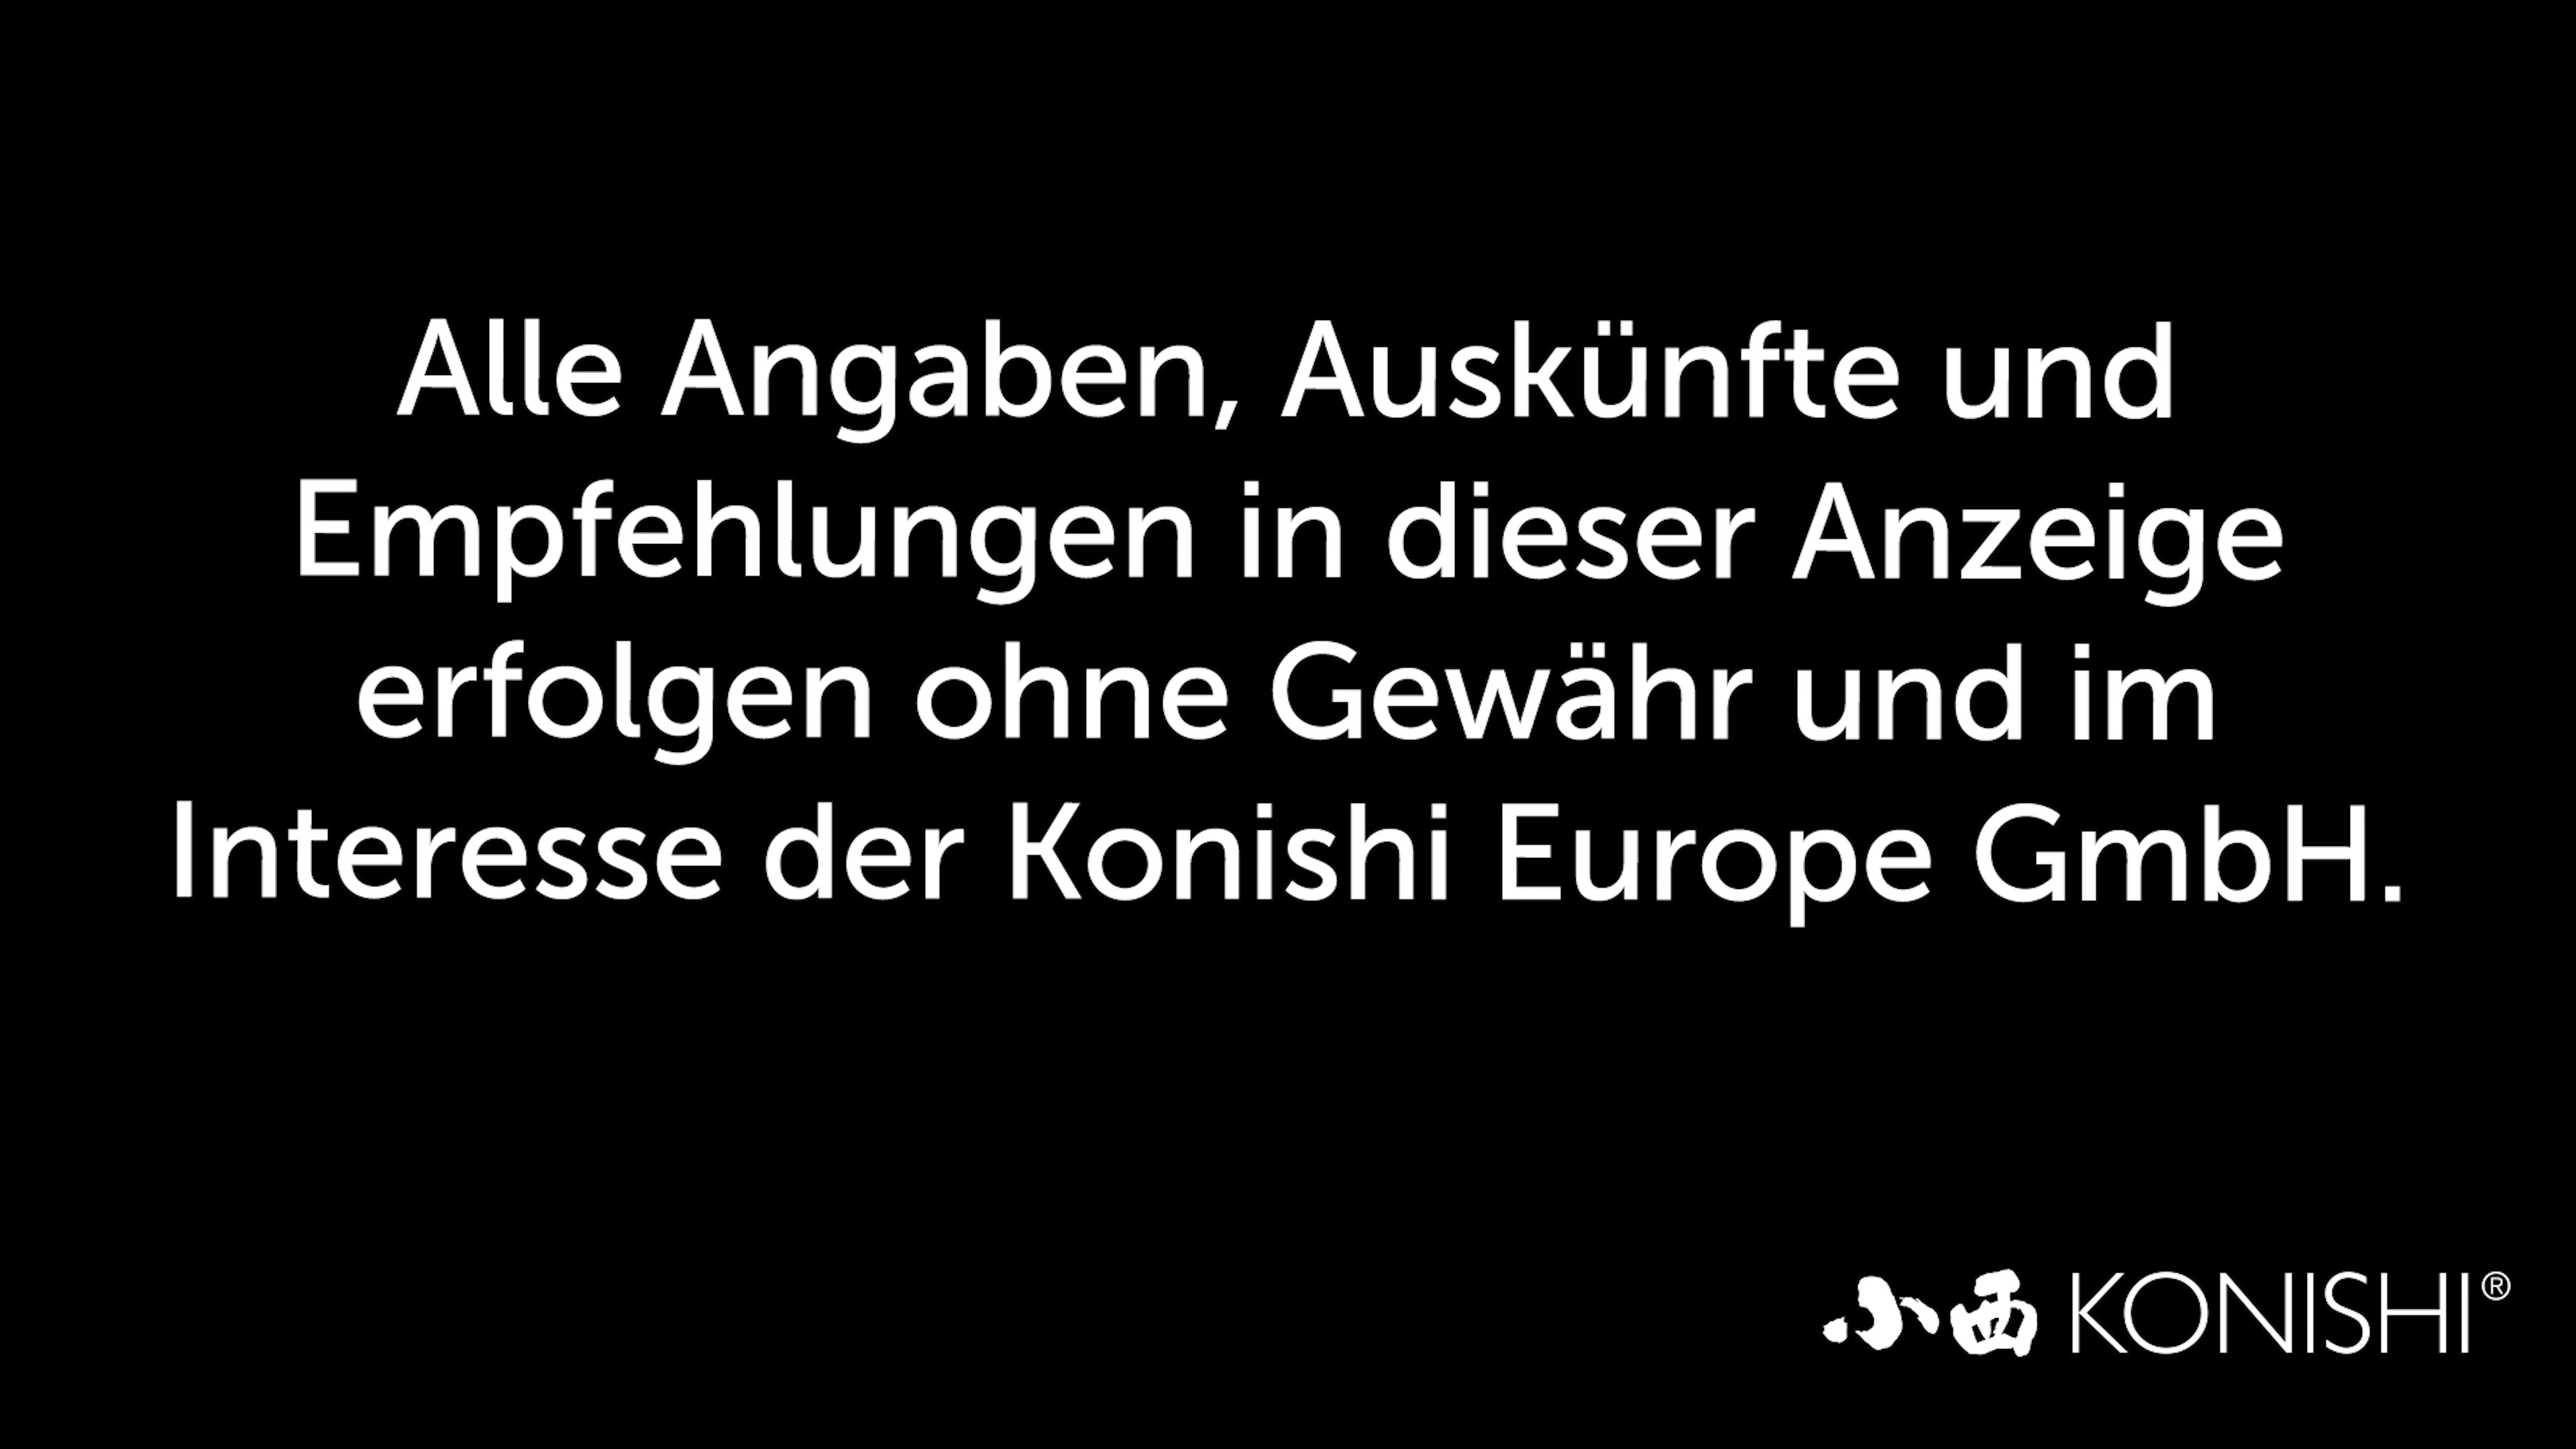 Alle Angaben, Auskünfte und
Empfehlungen in dieser Anzeige
erfolgen ohne Gewähr und im
Interesse der Konishi Europe GmbH.
小西 KONISHI®